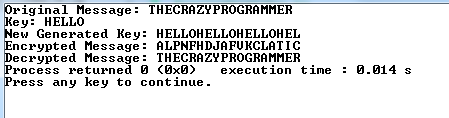 Original Message: THECRAZYPROGRAMMER
Key: HELLO
New Generated Key: HELLOHELLOHELLOHEL
Encrypted Message: ALPNFHDJAFVKCLATIC
Decrypted Message: THECRAZYPROGRAMMER
Process returned 0 (0x0)   execution time : 0.014 s
Press any key to continue.